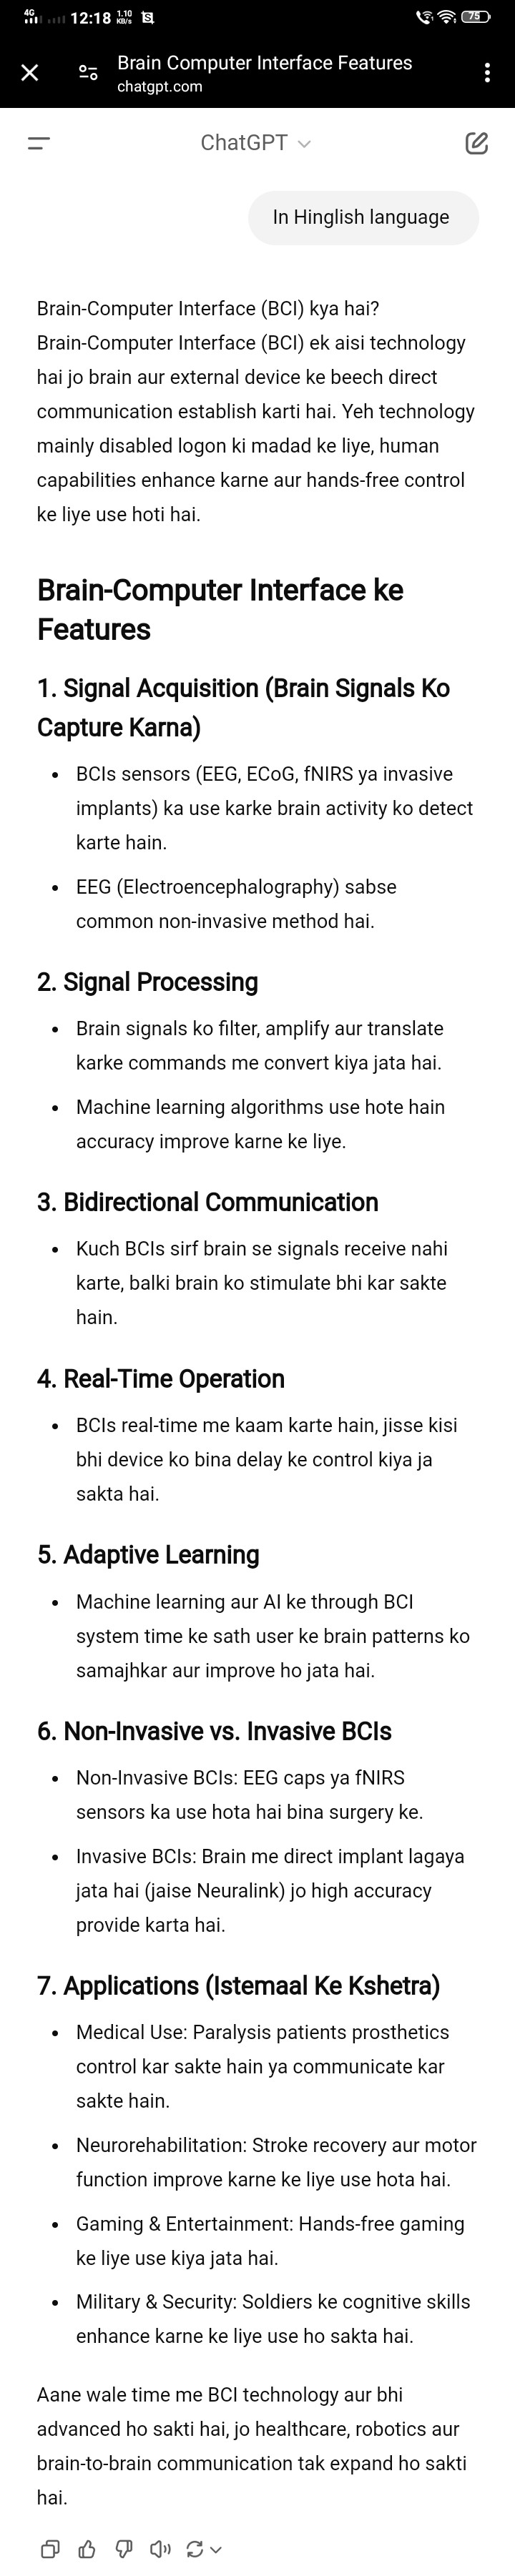 4G 12:18 1.10 KB/s 75
Brain Computer Interface Features
chatgpt.com
ChatGPT
In Hinglish language
Brain-Computer Interface (BCI) kya hai?
Brain-Computer Interface (BCI) ek aisi technology
hai jo brain aur external device ke beech direct
communication establish karti hai. Yeh technology
mainly disabled logon ki madad ke liye, human
capabilities enhance karne aur hands-free control
ke liye use hoti hai.
Brain-Computer Interface ke
Features
1. Signal Acquisition (Brain Signals Ko
Capture Karna)
• BCIs sensors (EEG, ECoG, fNIRS ya invasive
implants) ka use karke brain activity ko detect
karte hain.
• EEG (Electroencephalography) sabse
common non-invasive method hai.
2. Signal Processing
• Brain signals ko filter, amplify aur translate
karke commands me convert kiya jata hai.
• Machine learning algorithms use hote hain
accuracy improve karne ke liye.
3. Bidirectional Communication
• Kuch BCIs sirf brain se signals receive nahi
karte, balki brain ko stimulate bhi kar sakte
hain.
4. Real-Time Operation
• BCIs real-time me kaam karte hain, jisse kisi
bhi device ko bina delay ke control kiya ja
sakta hai.
5. Adaptive Learning
• Machine learning aur AI ke through BCI
system time ke sath user ke brain patterns ko
samajhkar aur improve ho jata hai.
6. Non-Invasive vs. Invasive BCIs
• Non-Invasive BCIs: EEG caps ya fNIRS
sensors ka use hota hai bina surgery ke.
• Invasive BCIs: Brain me direct implant lagaya
jata hai (jaise Neuralink) jo high accuracy
provide karta hai.
7. Applications (Istemaal Ke Kshetra)
• Medical Use: Paralysis patients prosthetics
control kar sakte hain ya communicate kar
sakte hain.
• Neurorehabilitation: Stroke recovery aur motor
function improve karne ke liye use hota hai.
• Gaming & Entertainment: Hands-free gaming
ke liye use kiya jata hai.
• Military & Security: Soldiers ke cognitive skills
enhance karne ke liye use ho sakta hai.
Aane wale time me BCI technology aur bhi
advanced ho sakti hai, jo healthcare, robotics aur
brain-to-brain communication tak expand ho sakti
hai.